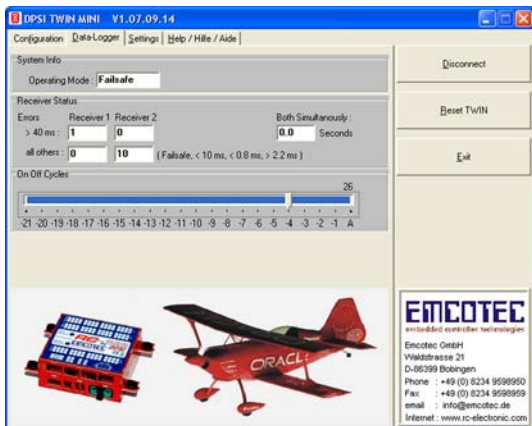 DPSI TWIN MINI V1.07.09.14
Configuration Data-Logger Settings Help / Hilfe / Aide
System Info
Operating Mode : Failsafe
Receiver Status
Errors Receiver 1 Receiver 2 Both Simultaneously :
> 40 ms : 1 0 0.0 Seconds
all others : 0 10 ( Failsafe, < 10 ms, < 0.8 ms, > 2.2 ms )
On Off Cycles
26
-21 -20 -19 -18 -17 -16 -15 -14 -13 -12 -11 -10 -9 -8 -7 -6 -5 -4 -3 -2 -1 A
Disconnect
Reset TWIN
Exit
RC
EMCOTEC
ORACL
EMCOTEC
embedded controller technologies
Emcotec GmbH
Waldstrasse 21
D-86399 Bobingen
Phone : +49 (0) 8234 9598950
Fax : +49 (0) 8234 9598959
email : info@emcotec.de
Internet : www.rc-electronic.com